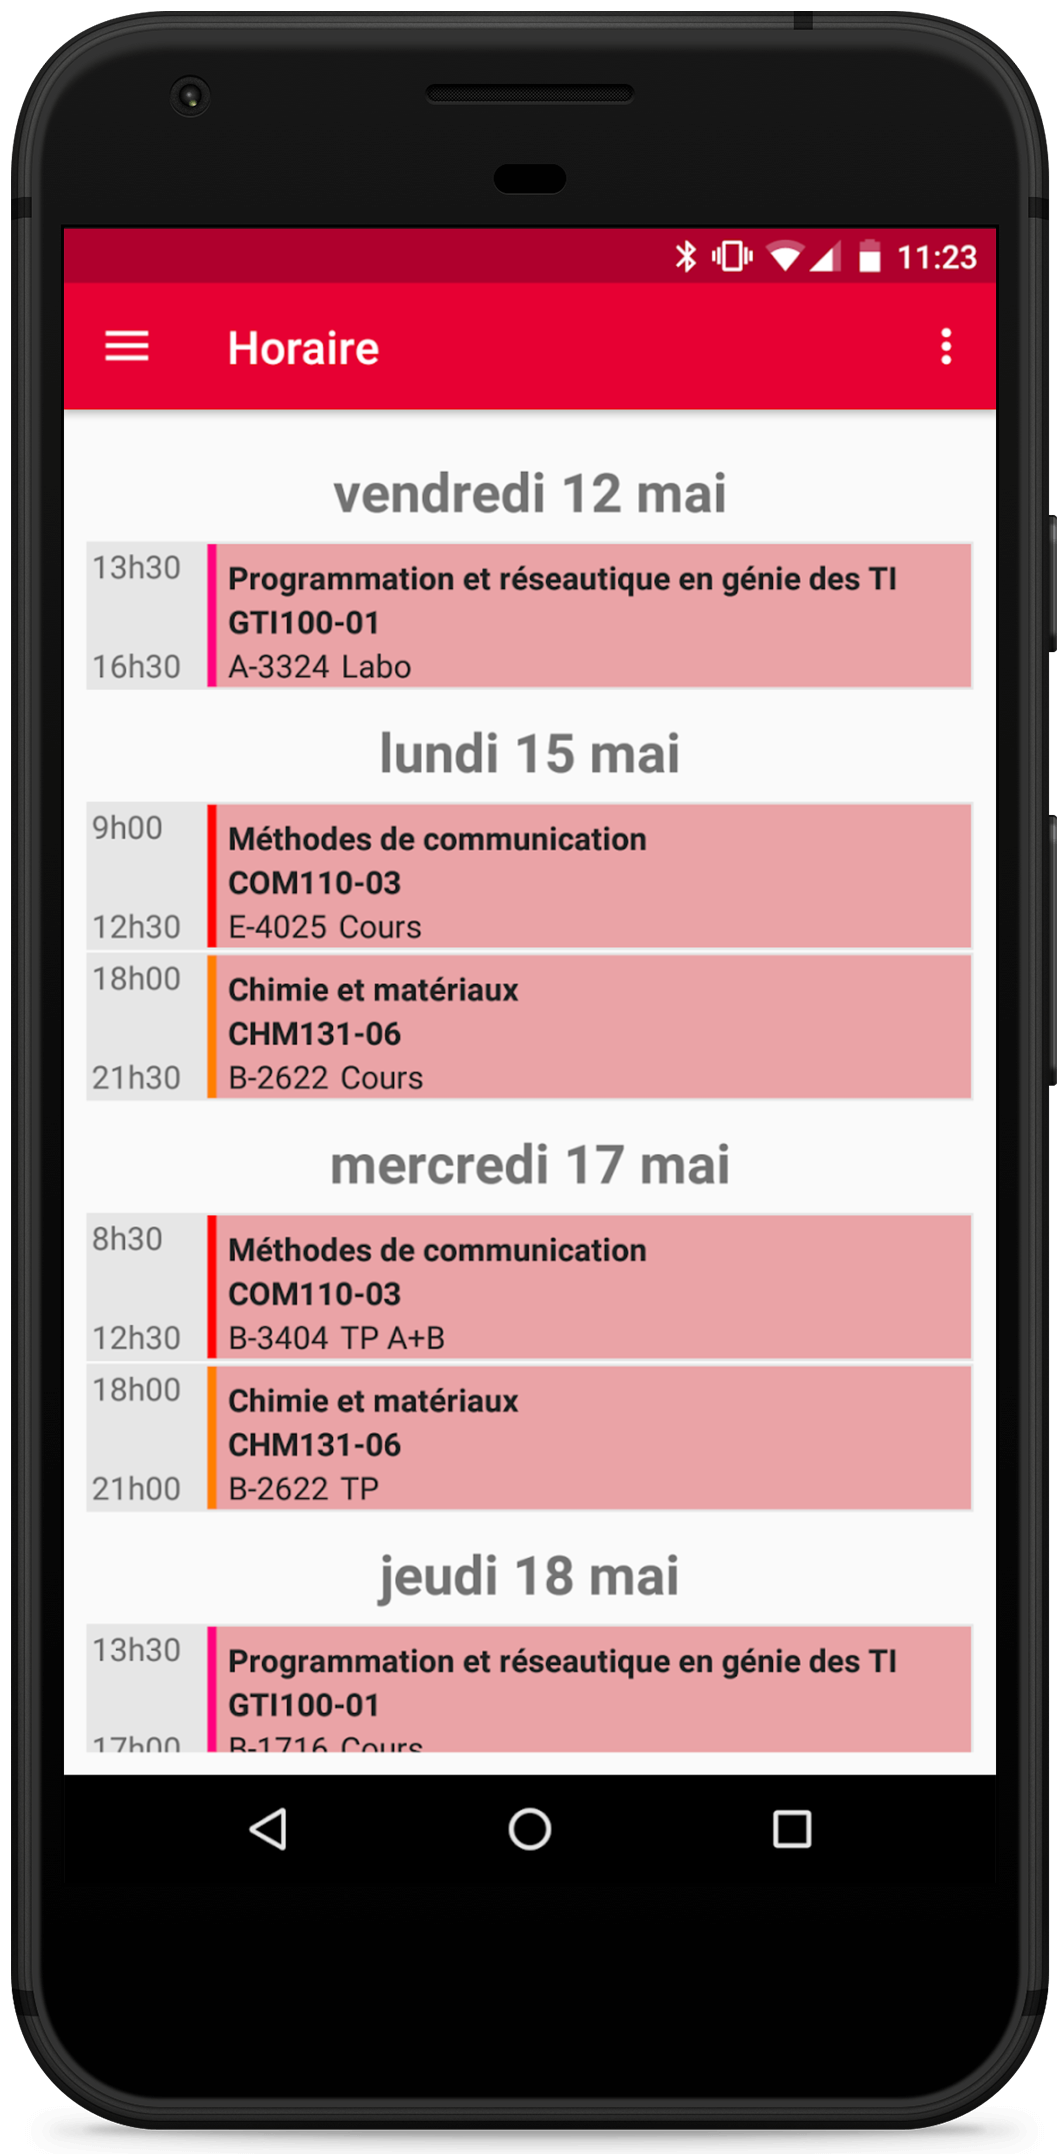 11:23
Horaire
vendredi 12 mai
13h30
Programmation et réseautique en génie des TI
GTI100-01
16h30
A-3324 Labo
lundi 15 mai
9h00
Méthodes de communication
COM110-03
12h30
E-4025 Cours
18h00
Chimie et matériaux
CHM131-06
21h30
B-2622 Cours
mercredi 17 mai
8h30
Méthodes de communication
COM110-03
12h30
B-3404 TP A+B
18h00
Chimie et matériaux
CHM131-06
21h00
B-2622 TP
jeudi 18 mai
13h30
Programmation et réseautique en génie des TI
GTI100-01
17h00
B-1716 Cours